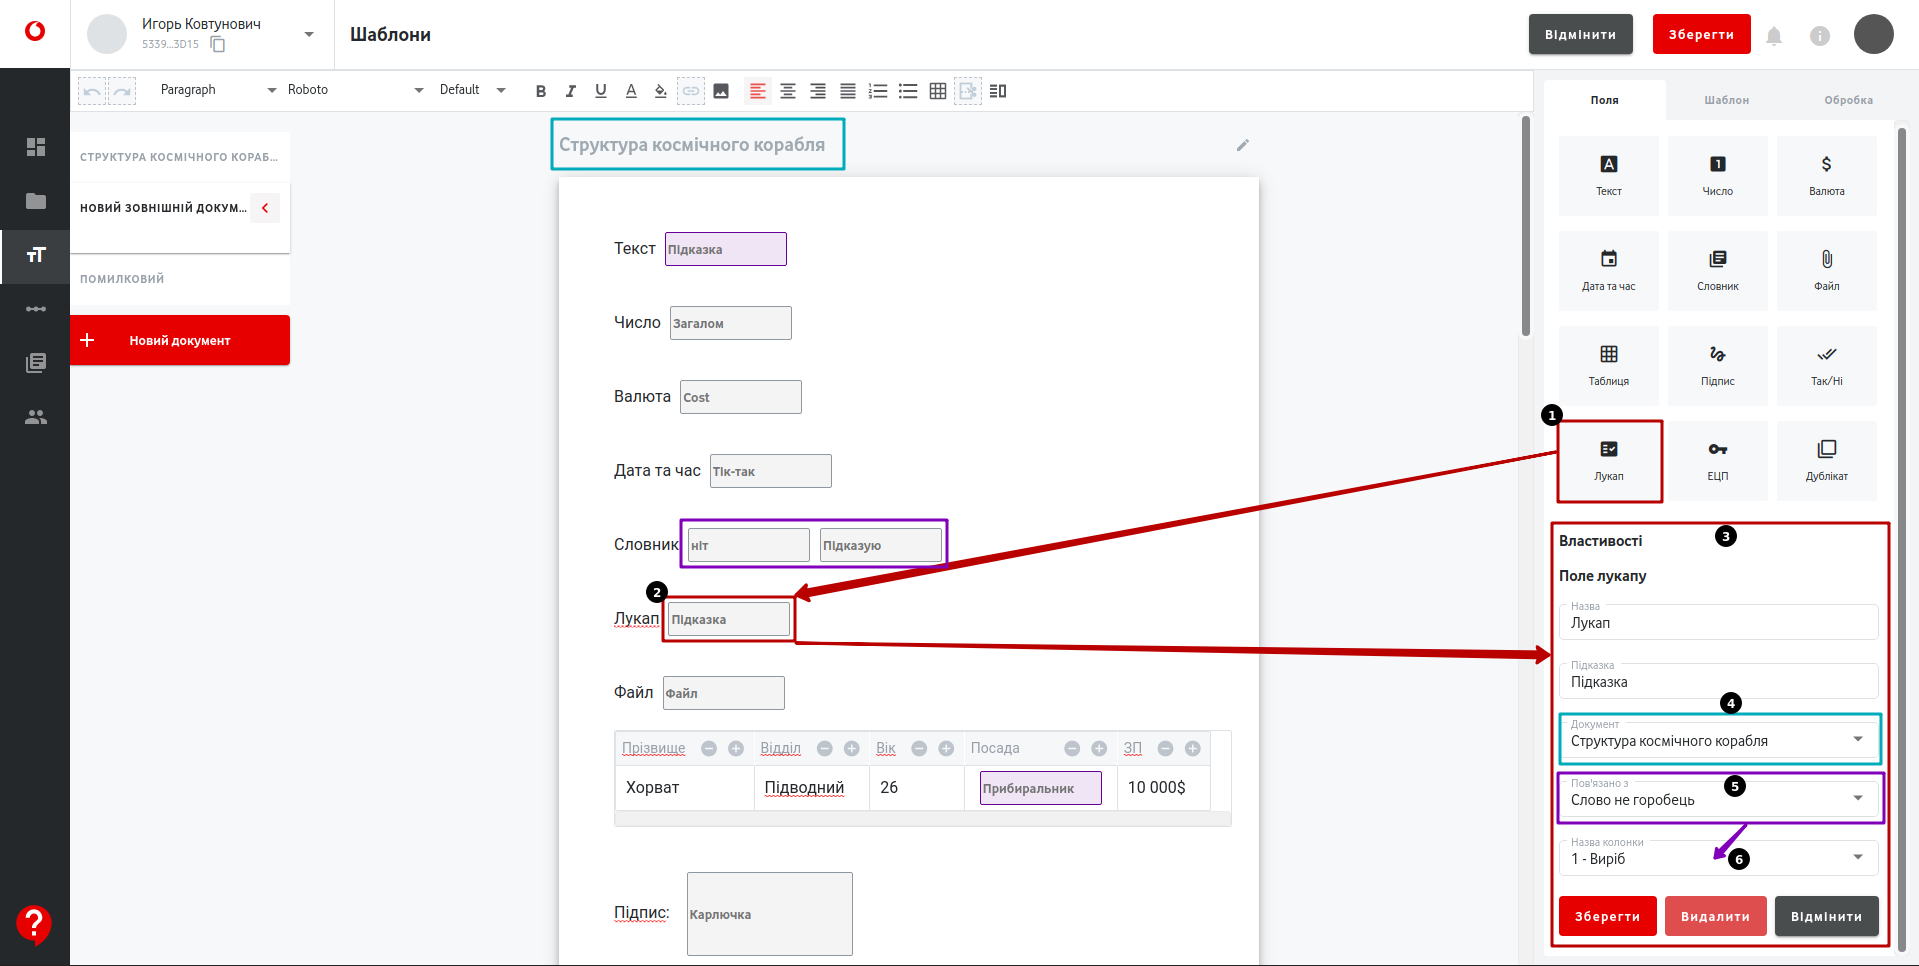 Игорь Ковтунович
5339...3D15
Шаблони
Відмінити
Зберегти
Paragraph
Roboto
Default
B I U A
СТРУКТУРА КОСМІЧНОГО КОРАБ...
НОВИЙ ЗОВНІШНІЙ ДОКУМ...
ПОМИЛКОВИЙ
+ Новий документ
Структура космічного корабля
Текст Підказка
Число Загалом
Валюта Cost
Дата та час Тік-так
Словник ніт Підказую
2
Лукап Підказка
Файл Файл
Прізвище Відділ Вік Посада ЗП
Хорват Підводний 26 Прибиральник 10 000$
Підпис: Карлючка
Поля Шаблон Обробка
Текст Число Валюта
Дата та час Словник Файл
Таблиця Підпис Так/Ні
1
Лукап ЕЦП Дублікат
Властивості 3
Поле лукапу
Назва
Лукап
Підказка
Підказка
4
Документ
Структура космічного корабля
Пов'язано з 5
Слово не горобець
Назва колонки
1 - Виріб 6
Зберегти Видалити Відмінити